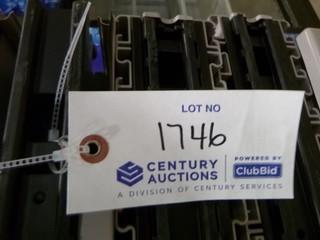 LOT NO
1746
CENTURY AUCTIONS
POWERED BY ClubBid
A DIVISION OF CENTURY SERVICES